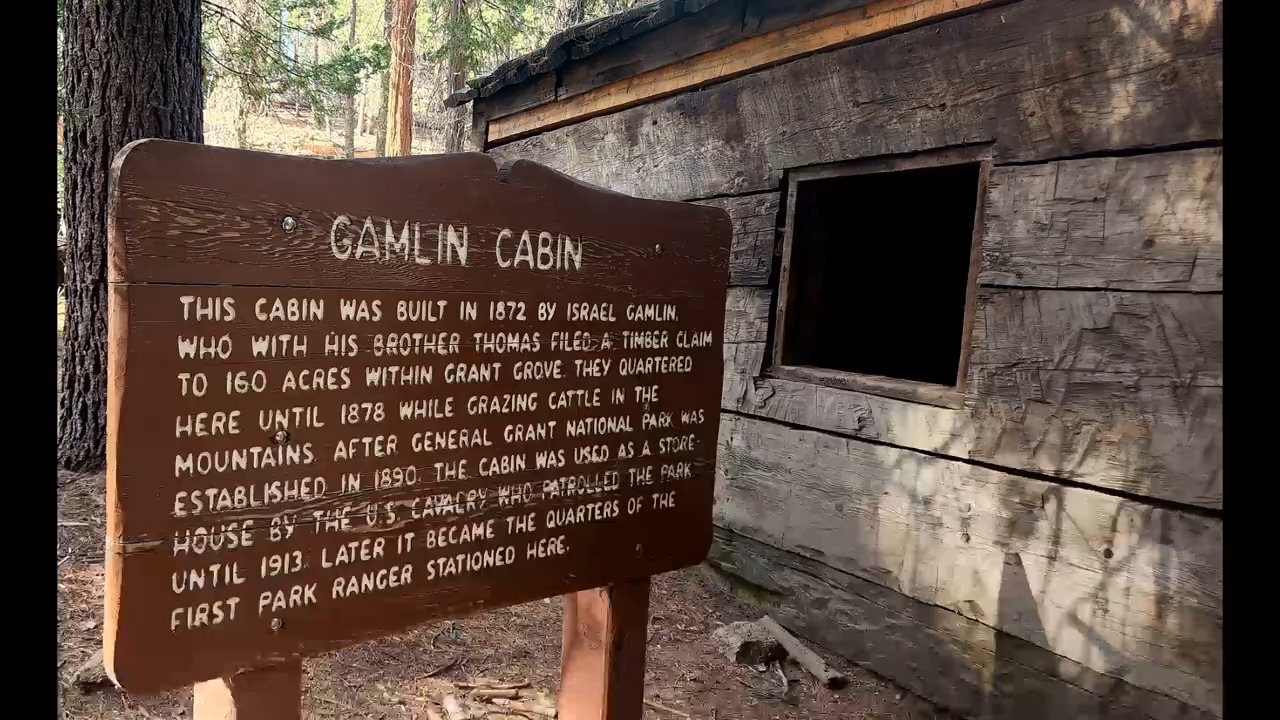 GAMLIN CABIN
THIS CABIN WAS BUILT IN 1872 BY ISRAEL GAMLIN,
WHO WITH HIS BROTHER THOMAS FILED A TIMBER CLAIM
TO 160 ACRES WITHIN GRANT GROVE. THEY QUARTERED
HERE UNTIL 1878 WHILE GRAZING CATTLE IN THE
MOUNTAINS. AFTER GENERAL GRANT NATIONAL PARK WAS
ESTABLISHED IN 1890, THE CABIN WAS USED AS A STORE-
HOUSE BY THE U.S. CAVALRY WHO PATROLLED THE PARK
UNTIL 1913. LATER IT BECAME THE QUARTERS OF THE
FIRST PARK RANGER STATIONED HERE.